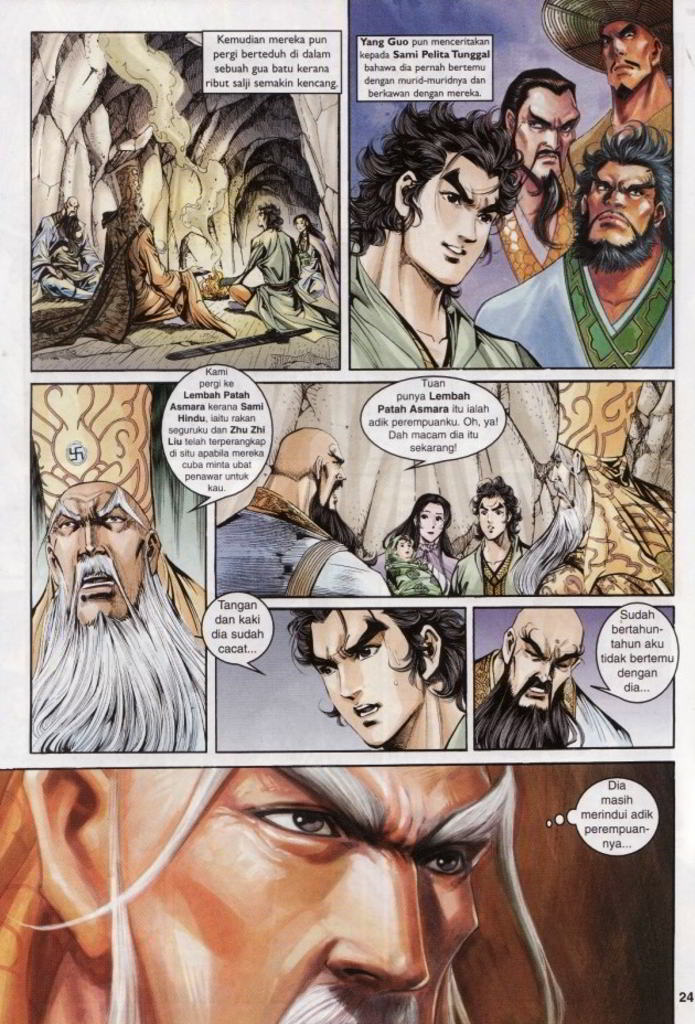 Kemudian mereka pun
pergi berteduh di dalam
sebuah gua batu kerana
ribut salji semakin kencang.
Yang Guo pun menceritakan
kepada Sami Pelita Tunggal
bahawa dia pernah bertemu
dengan murid-muridnya dan
berkawan dengan mereka.
Kami
pergi ke
Lembah Patah
Asmara kerana Sami
Hindu, iaitu rakan
seguruku dan Zhu Zhi
Liu telah terperangkap
di situ apabila mereka
cuba minta ubat
penawar untuk
kau.
Tuan
punya Lembah
Patah Asmara itu ialah
adik perempuanku. Oh, ya!
Dah macam dia itu
sekarang!
Tangan
dan kaki
dia sudah
cacat...
Sudah
bertahun-
tahun aku
tidak bertemu
dengan
dia...
Dia
masih
merindui adik
perempuan-
nya...
24